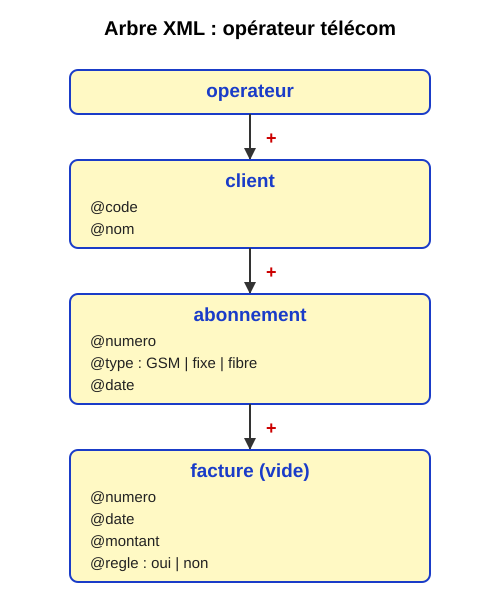 Arbre XML : opérateur télécom
operateur
+
client
@code
@nom
+
abonnement
@numero
@type : GSM | fixe | fibre
@date
+
facture (vide)
@numero
@date
@montant
@regle : oui | non